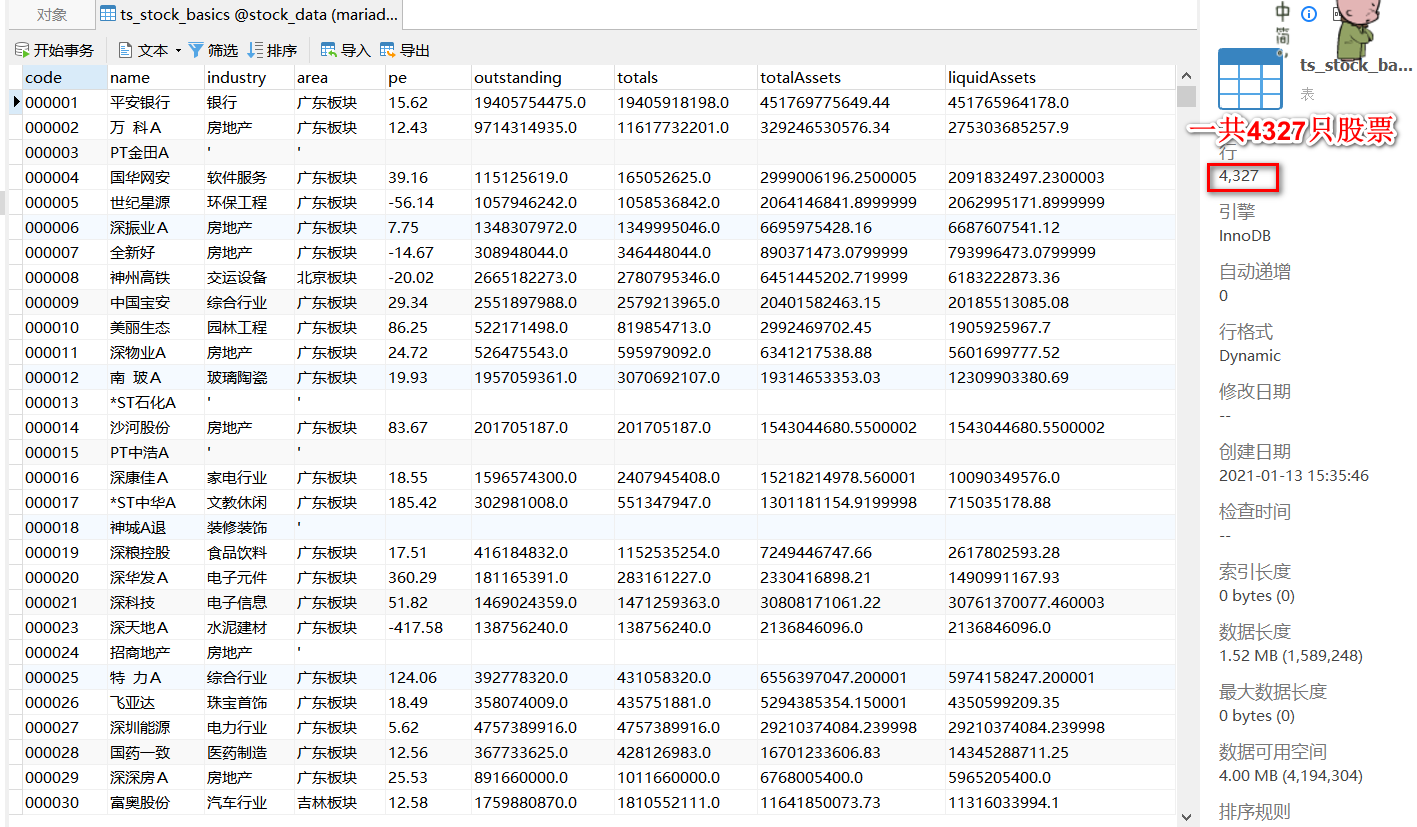 对象
ts_stock_basics @stock_data (mariad...
开始事务 文本 筛选 排序 导入 导出
code name industry area pe outstanding totals totalAssets liquidAssets
000001 平安银行 银行 广东板块 15.62 19405754475.0 19405918198.0 451769775649.44 451765964178.0
000002 万 科A 房地产 广东板块 12.43 9714314935.0 11617732201.0 329246530576.34 275303685257.9
000003 PT金田A ' '
000004 国华网安 软件服务 广东板块 39.16 115125619.0 165052625.0 2999006196.2500005 2091832497.2300003
000005 世纪星源 环保工程 广东板块 -56.14 1057946242.0 1058536842.0 2064146841.8999999 2062995171.8999999
000006 深振业A 房地产 广东板块 7.75 1348307972.0 1349995046.0 6695975428.16 6687607541.12
000007 全新好 房地产 广东板块 -14.67 308948044.0 346448044.0 890371473.0799999 793996473.0799999
000008 神州高铁 交运设备 北京板块 -20.02 2665182273.0 2780795346.0 6451445202.719999 6183222873.36
000009 中国宝安 综合行业 广东板块 29.34 2551897988.0 2579213965.0 20401582463.15 20185513085.08
000010 美丽生态 园林工程 广东板块 86.25 522171498.0 819854713.0 2992469702.45 1905925967.7
000011 深物业A 房地产 广东板块 24.72 526475543.0 595979092.0 6341217538.88 5601699777.52
000012 南 玻A 玻璃陶瓷 广东板块 19.93 1957059361.0 3070692107.0 19314653353.03 12309903380.69
000013 *ST石化A ' '
000014 沙河股份 房地产 广东板块 83.67 201705187.0 201705187.0 1543044680.5500002 1543044680.5500002
000015 PT中浩A ' '
000016 深康佳A 家电行业 广东板块 18.55 1596574300.0 2407945408.0 15218214978.560001 10090349576.0
000017 *ST中华A 文教休闲 广东板块 185.42 302981008.0 551347947.0 1301181154.9199998 715035178.88
000018 神城A退 装修装饰 '
000019 深粮控股 食品饮料 广东板块 17.51 416184832.0 1152535254.0 7249446747.66 2617802593.28
000020 深华发A 电子元件 广东板块 360.29 181165391.0 283161227.0 2330416898.21 1490991167.93
000021 深科技 电子信息 广东板块 51.82 1469024359.0 1471259363.0 30808171061.22 30761370077.460003
000023 深天地A 水泥建材 广东板块 -417.58 138756240.0 138756240.0 2136846096.0 2136846096.0
000024 招商地产 房地产 '
000025 特 力A 综合行业 广东板块 124.06 392778320.0 431058320.0 6556397047.200001 5974158247.200001
000026 飞亚达 珠宝首饰 广东板块 18.49 358074009.0 435751881.0 5294385354.150001 4350599209.35
000027 深圳能源 电力行业 广东板块 5.62 4757389916.0 4757389916.0 29210374084.239998 29210374084.239998
000028 国药一致 医药制造 广东板块 12.56 367733625.0 428126983.0 16701233606.83 14345288711.25
000029 深深房A 房地产 广东板块 25.53 891660000.0 1011660000.0 6768005400.0 5965205400.0
000030 富奥股份 汽车行业 吉林板块 12.58 1759880870.0 1810552111.0 11641850073.73 11316033994.1
中
简
ts_stock_ba...
表
一共4327只股票
行
4,327
引擎
InnoDB
自动递增
0
行格式
Dynamic
修改日期
--
创建日期
2021-01-13 15:35:46
检查时间
--
索引长度
0 bytes (0)
数据长度
1.52 MB (1,589,248)
最大数据长度
0 bytes (0)
数据可用空间
4.00 MB (4,194,304)
排序规则